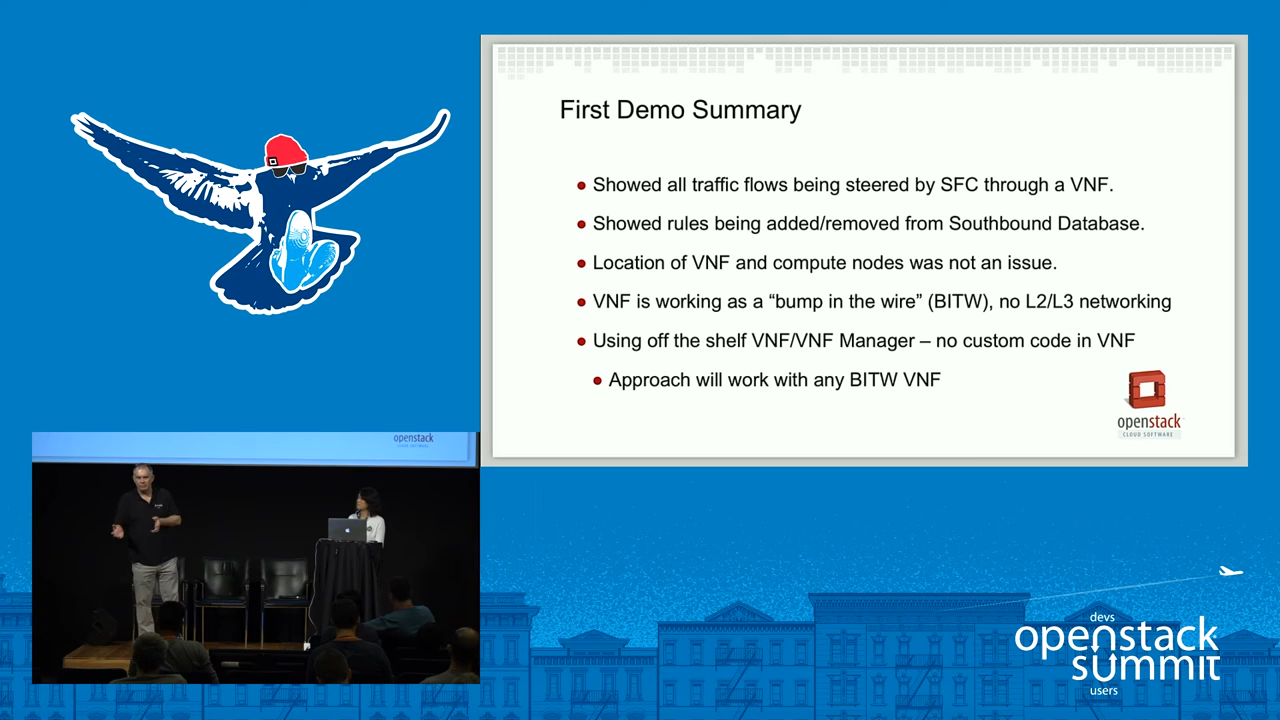 First Demo Summary
Showed all traffic flows being steered by SFC through a VNF.
Showed rules being added/removed from Southbound Database.
Location of VNF and compute nodes was not an issue.
VNF is working as a “bump in the wire” (BITW), no L2/L3 networking
Using off the shelf VNF/VNF Manager – no custom code in VNF
Approach will work with any BITW VNF
openstack
CLOUD SOFTWARE
openstack
devs
openstack
summit
users